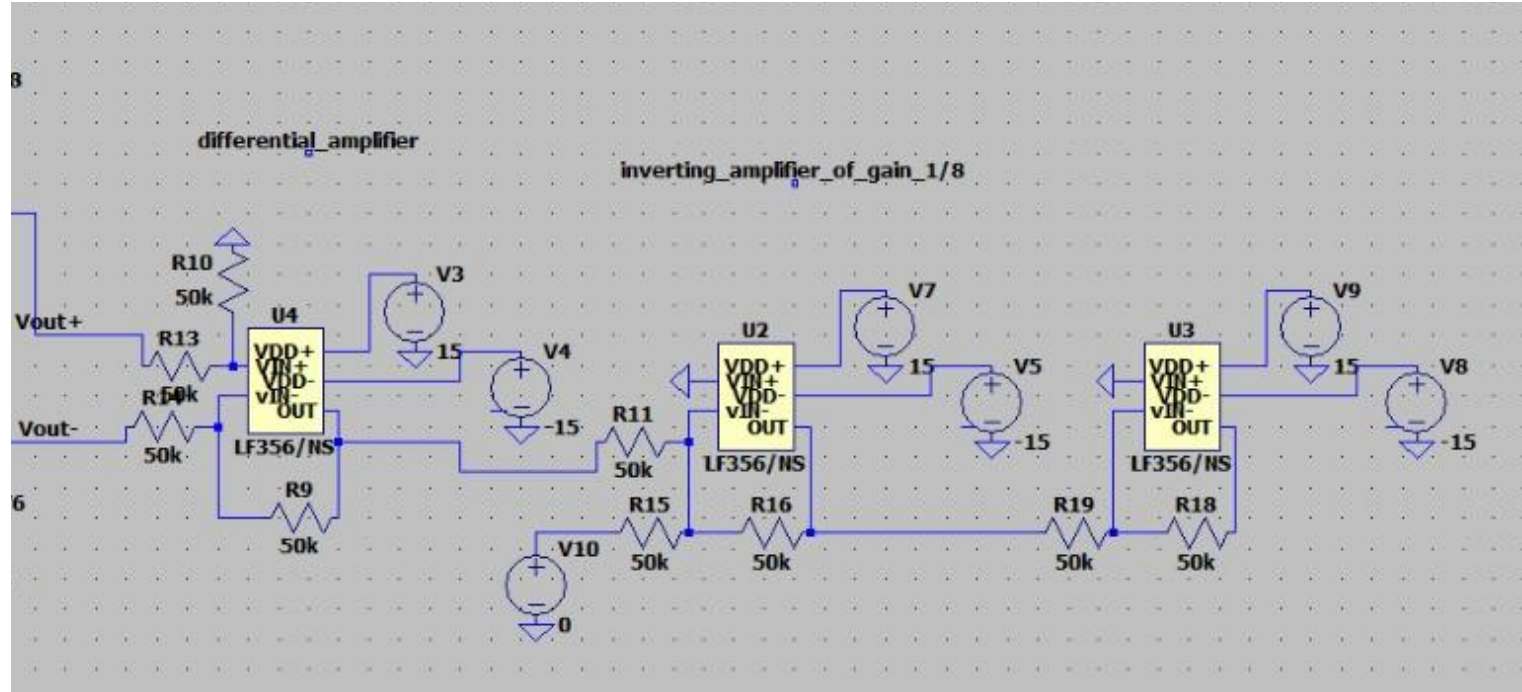 8
differential_amplifier
inverting_amplifier_of_gain_1/8
R10
50k
V3
15
U4
VDD+
VIN+
VDD-
vIN-
OUT
LF356/NS
Vout+
R13
50k
V4
-15
R14
50k
Vout-
R9
50k
6
R11
50k
U2
VDD+
VIN+
VDD-
vIN-
OUT
LF356/NS
V7
15
V5
-15
R15
50k
R16
50k
V10
0
U3
VDD+
VIN+
VDD-
vIN-
OUT
LF356/NS
V9
15
V8
-15
R19
50k
R18
50k